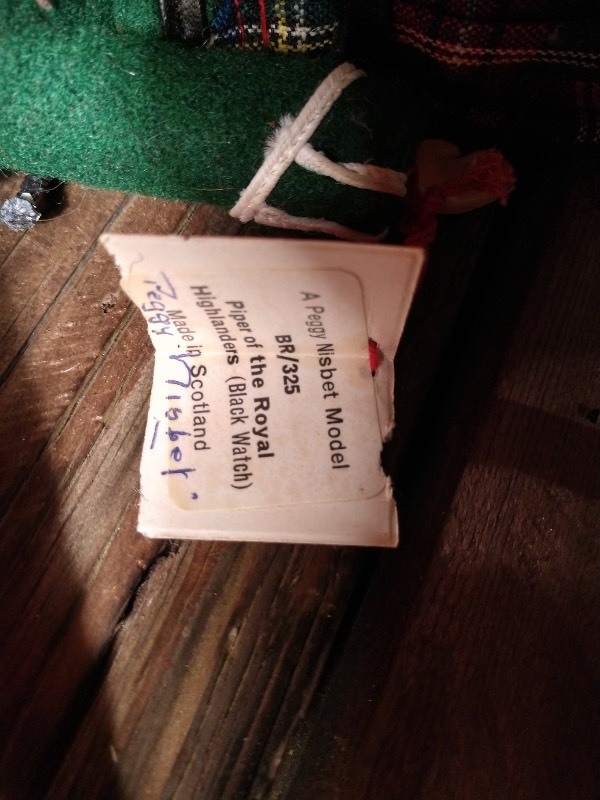 A Peggy Nisbet Model
BR/325
Piper of the Royal
Highlanders (Black Watch)
Made in Scotland
Peggy Nisbet.